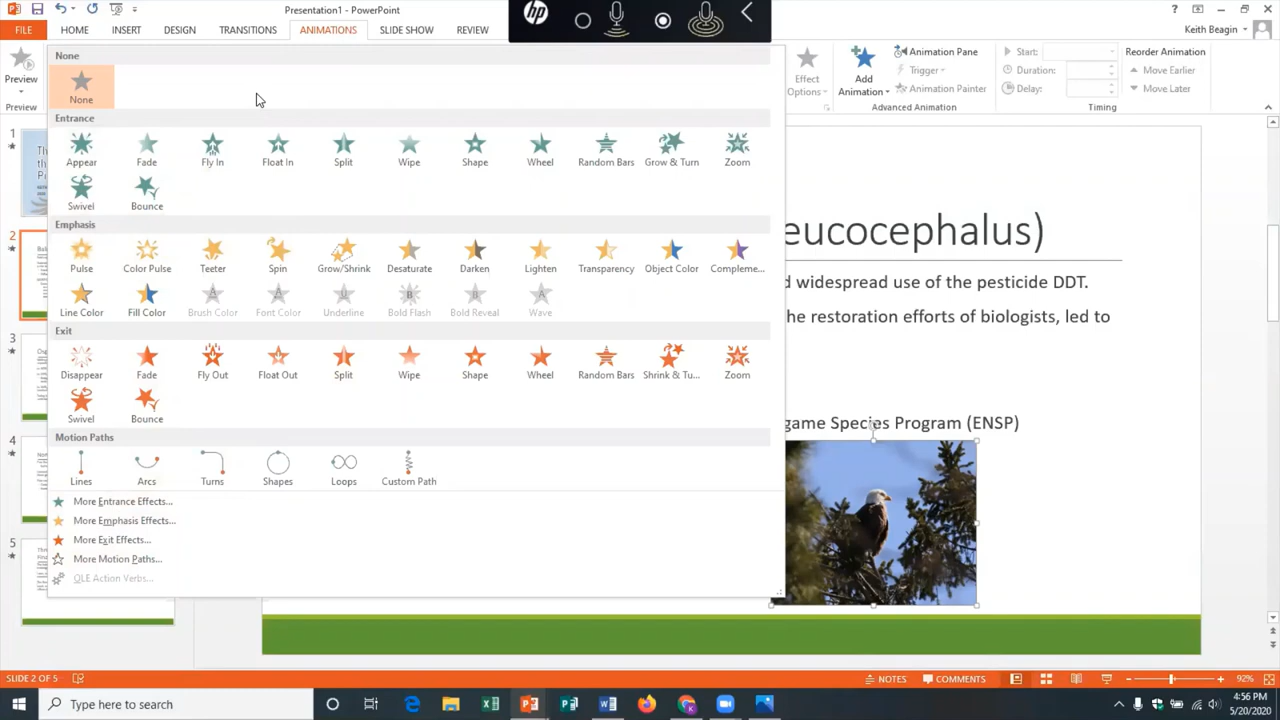 Presentation1 - PowerPoint
hp
Keith Beagin
FILE HOME INSERT DESIGN TRANSITIONS ANIMATIONS SLIDE SHOW REVIEW
Preview
Preview
None
None
Entrance
Appear Fade Fly In Float In Split Wipe Shape Wheel Random Bars Grow & Turn Zoom
Swivel Bounce
Emphasis
Pulse Color Pulse Teeter Spin Grow/Shrink Desaturate Darken Lighten Transparency Object Color Compleme...
Line Color Fill Color Brush Color Font Color Underline Bold Flash Bold Reveal Wave
Exit
Disappear Fade Fly Out Float Out Split Wipe Shape Wheel Random Bars Shrink & Tu... Zoom
Swivel Bounce
Motion Paths
Lines Arcs Turns Shapes Loops Custom Path
More Entrance Effects...
More Emphasis Effects...
More Exit Effects...
More Motion Paths...
OLE Action Verbs...
Effect Options
Add Animation
Animation Pane
Trigger
Animation Painter
Advanced Animation
Start:
Duration:
Delay:
Reorder Animation
Move Earlier
Move Later
Timing
1
2
3
4
5
eucocephalus)
d widespread use of the pesticide DDT.
he restoration efforts of biologists, led to
game Species Program (ENSP)
SLIDE 2 OF 5 NOTES COMMENTS 92%
Type here to search
4:56 PM
5/20/2020